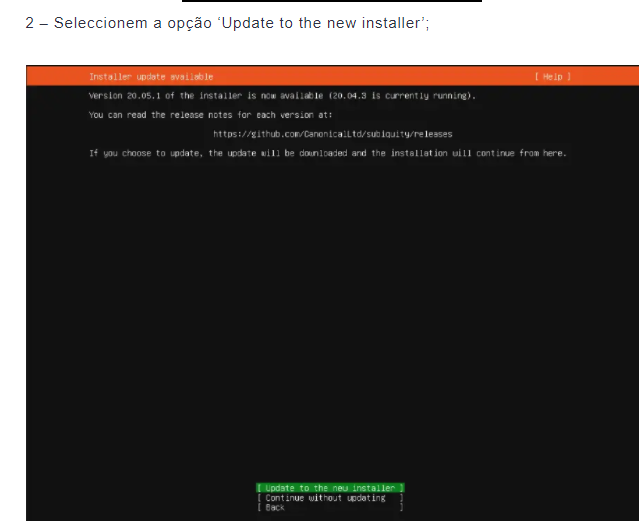 2 – Seleccionem a opção ‘Update to the new installer’;
Installer update available [ Help ]
Version 20.05.1 of the installer is now available (20.04.3 is currently running).
You can read the release notes for each version at:
https://github.com/CanonicalLtd/subiquity/releases
If you choose to update, the update will be downloaded and the installation will continue from here.
[ Update to the new installer ]
[ Continue without updating ]
[ Back ]